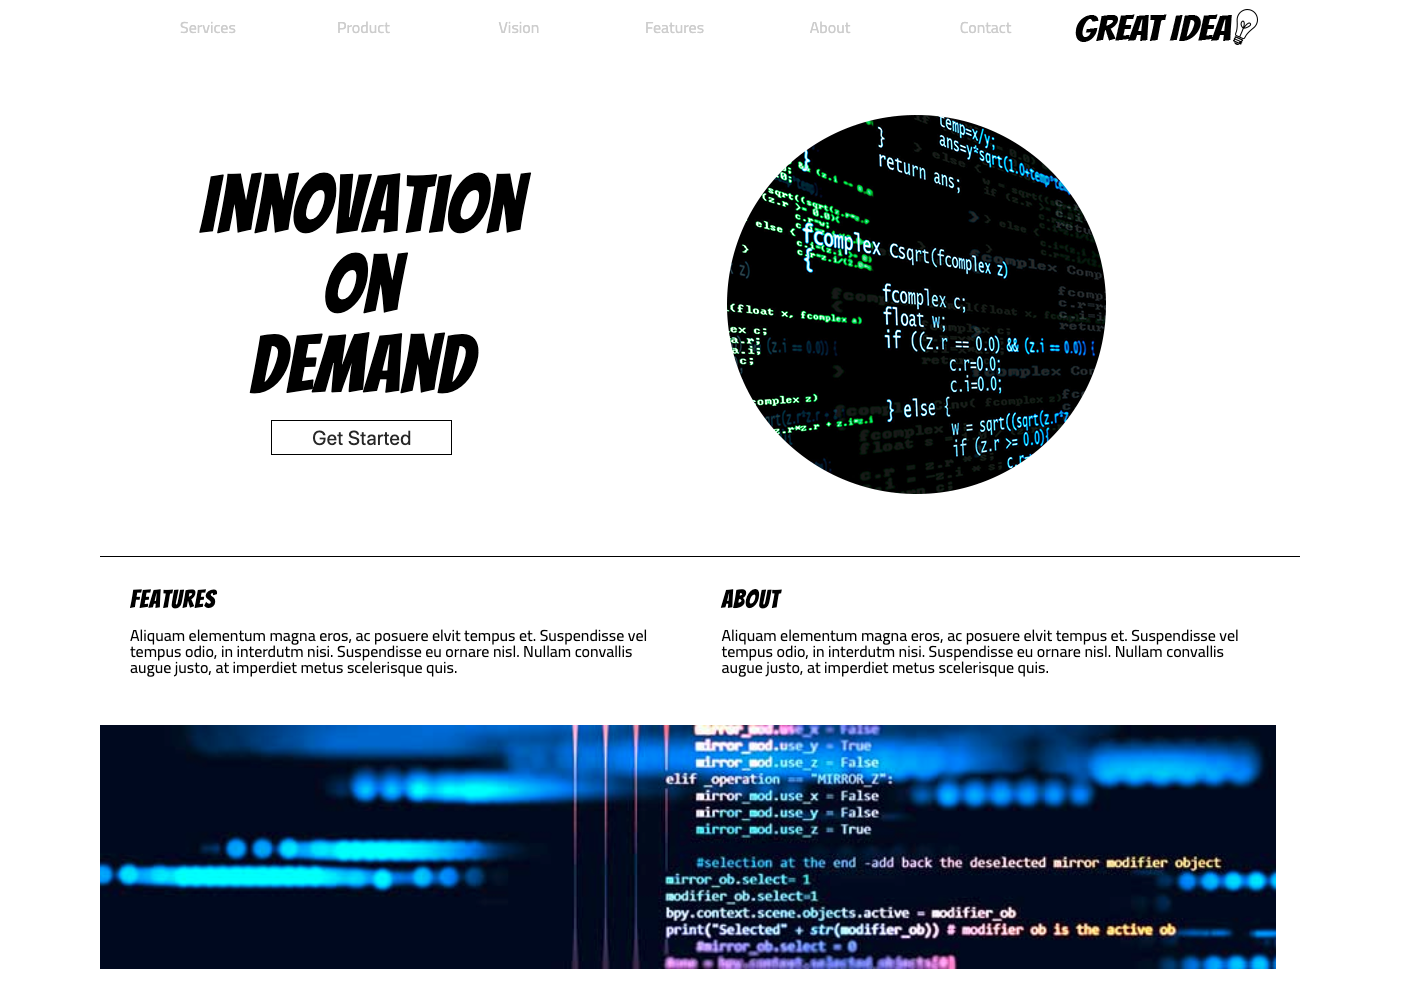 Services Product Vision Features About Contact GREAT IDEA
INNOVATION
ON
DEMAND
Get Started
temp=x/y;
}
return ans;
fcomplex Csqrt(fcomplex z)
{
fcomplex c;
float w;
if ((z.r == 0.0) && (z.i == 0.0)) {
c.r=0.0;
c.i=0.0;
} else {
w = sqrt((sqrt(z.r*z
if (z.r >= 0.0){
(float x, fcomplex a)
else {
omplex z)
z.r*z.r + z.i*z.i
FEATURES
Aliquam elementum magna eros, ac posuere elvit tempus et. Suspendisse vel
tempus odio, in interdutm nisi. Suspendisse eu ornare nisl. Nullam convallis
augue justo, at imperdiet metus scelerisque quis.
ABOUT
Aliquam elementum magna eros, ac posuere elvit tempus et. Suspendisse vel
tempus odio, in interdutm nisi. Suspendisse eu ornare nisl. Nullam convallis
augue justo, at imperdiet metus scelerisque quis.
mirror_mod.use_x = False
mirror_mod.use_y = True
mirror_mod.use_z = False
elif _operation == "MIRROR_Z":
mirror_mod.use_x = False
mirror_mod.use_y = False
mirror_mod.use_z = True
#selection at the end -add back the deselected mirror modifier object
mirror_ob.select= 1
modifier_ob.select=1
bpy.context.scene.objects.active = modifier_ob
print("Selected" + str(modifier_ob)) # modifier ob is the active ob
#mirror_ob.select = 0
bpy.context.selected_objects[0]